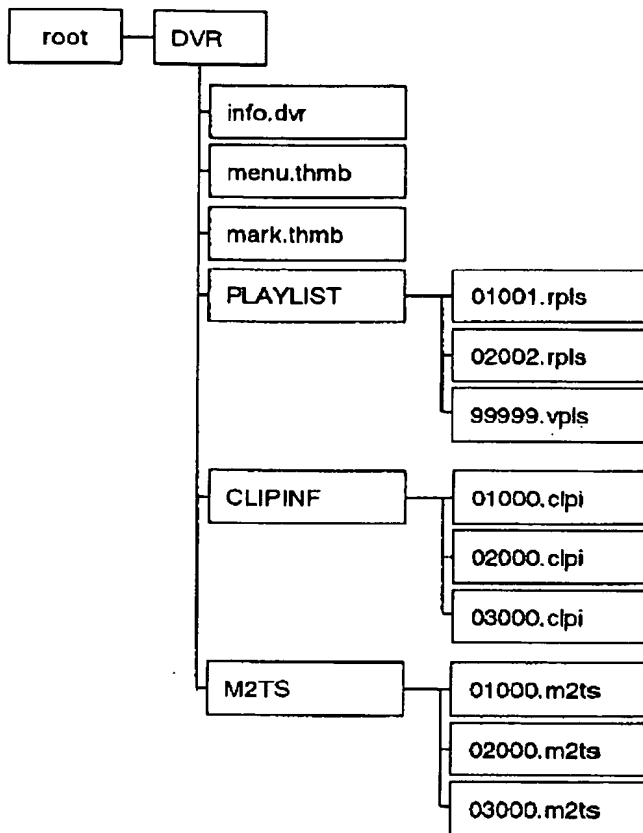 root
DVR
info.dvr
menu.thmb
mark.thmb
PLAYLIST
01001.rpls
02002.rpls
99999.vpls
CLIPINF
01000.clpi
02000.clpi
03000.clpi
M2TS
01000.m2ts
02000.m2ts
03000.m2ts